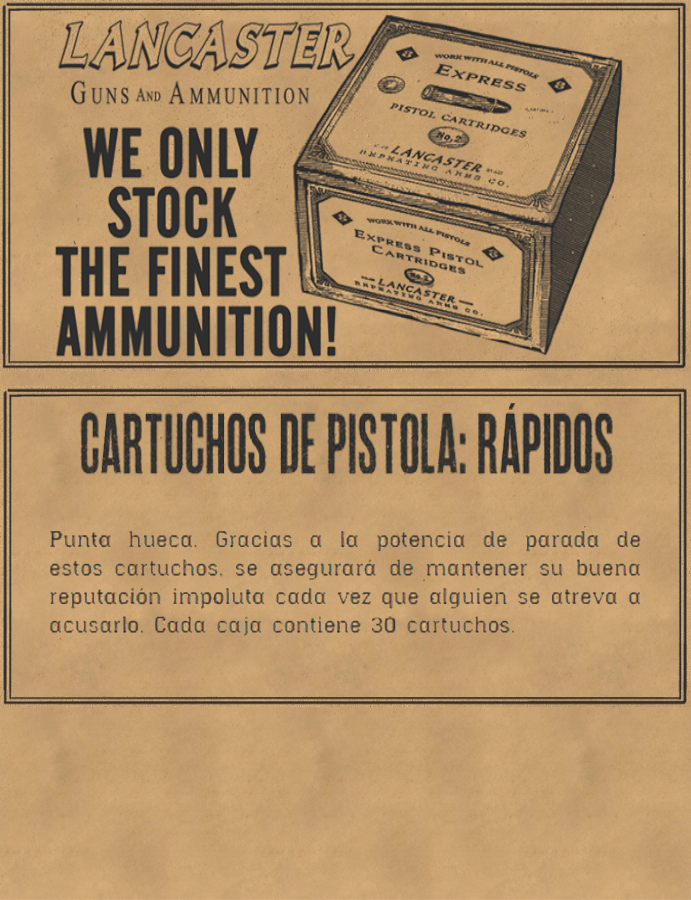 LANCASTER
GUNS AND AMMUNITION
WE ONLY
STOCK
THE FINEST
AMMUNITION!
WORK WITH ALL PISTOLS
EXPRESS
PISTOL CARTRIDGES
No.2
LANCASTER
REPEATING ARMS CO.
WORK WITH ALL PISTOLS
EXPRESS PISTOL
CARTRIDGES
No.2
LANCASTER
REPEATING ARMS CO.
CARTUCHOS DE PISTOLA: RÁPIDOS
Punta hueca. Gracias a la potencia de parada de
estos cartuchos, se asegurará de mantener su buena
reputación impoluta cada vez que alguien se atreva a
acusarlo. Cada caja contiene 30 cartuchos.